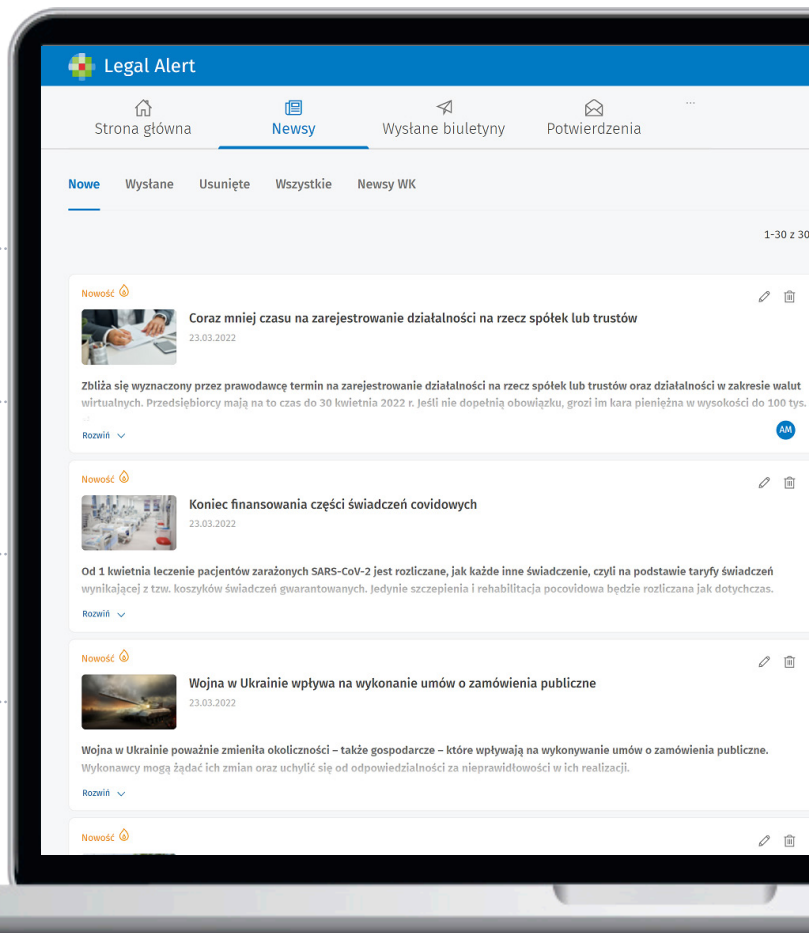 Legal Alert
Strona główna
Newsy
Wysłane biuletyny
Potwierdzenia
...
Nowe
Wysłane
Usunięte
Wszystkie
Newsy WK
1-30 z 30
Nowość
Coraz mniej czasu na zarejestrowanie działalności na rzecz spółek lub trustów
23.03.2022
Zbliża się wyznaczony przez prawodawcę termin na zarejestrowanie działalności na rzecz spółek lub trustów oraz działalności w zakresie walut
wirtualnych. Przedsiębiorcy mają na to czas do 30 kwietnia 2022 r. Jeśli nie dopełnią obowiązku, grozi im kara pieniężna w wysokości do 100 tys.
AM
Rozwiń
Nowość
Koniec finansowania części świadczeń covidowych
23.03.2022
Od 1 kwietnia leczenie pacjentów zarażonych SARS-CoV-2 jest rozliczane, jak każde inne świadczenie, czyli na podstawie taryfy świadczeń
wynikającej z tzw. koszyków świadczeń gwarantowanych. Jedynie szczepienia i rehabilitacja pocovidowa będzie rozliczana jak dotychczas.
Rozwiń
Nowość
Wojna w Ukrainie wpływa na wykonanie umów o zamówienia publiczne
23.03.2022
Wojna w Ukrainie poważnie zmieniła okoliczności – także gospodarcze – które wpływają na wykonywanie umów o zamówienia publiczne.
Wykonawcy mogą żądać ich zmian oraz uchylić się od odpowiedzialności za nieprawidłowości w ich realizacji.
Rozwiń
Nowość